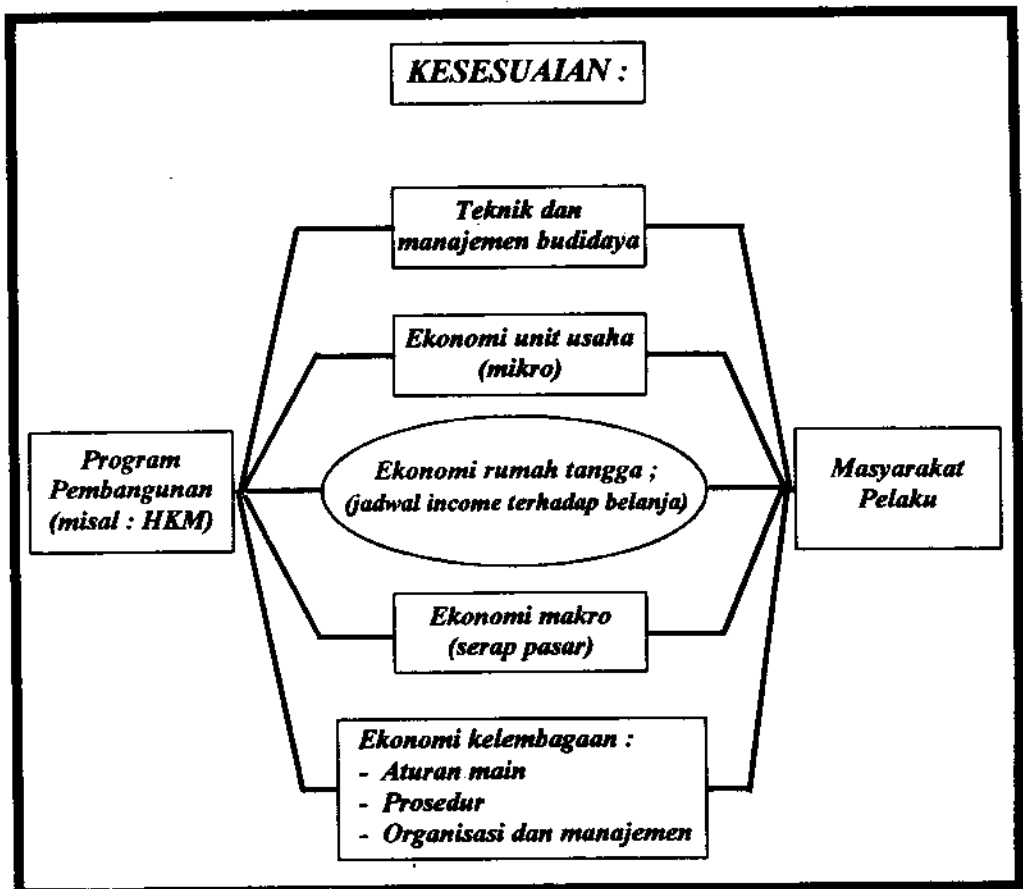 KESESUAIAN :
Teknik dan
manajemen budidaya
Ekonomi unit usaha
(mikro)
Program
Pembangunan
(misal : HKM)
Ekonomi rumah tangga ;
(jadwal income terhadap belanja)
Masyarakat
Pelaku
Ekonomi makro
(serap pasar)
Ekonomi kelembagaan :
- Aturan main
- Prosedur
- Organisasi dan manajemen